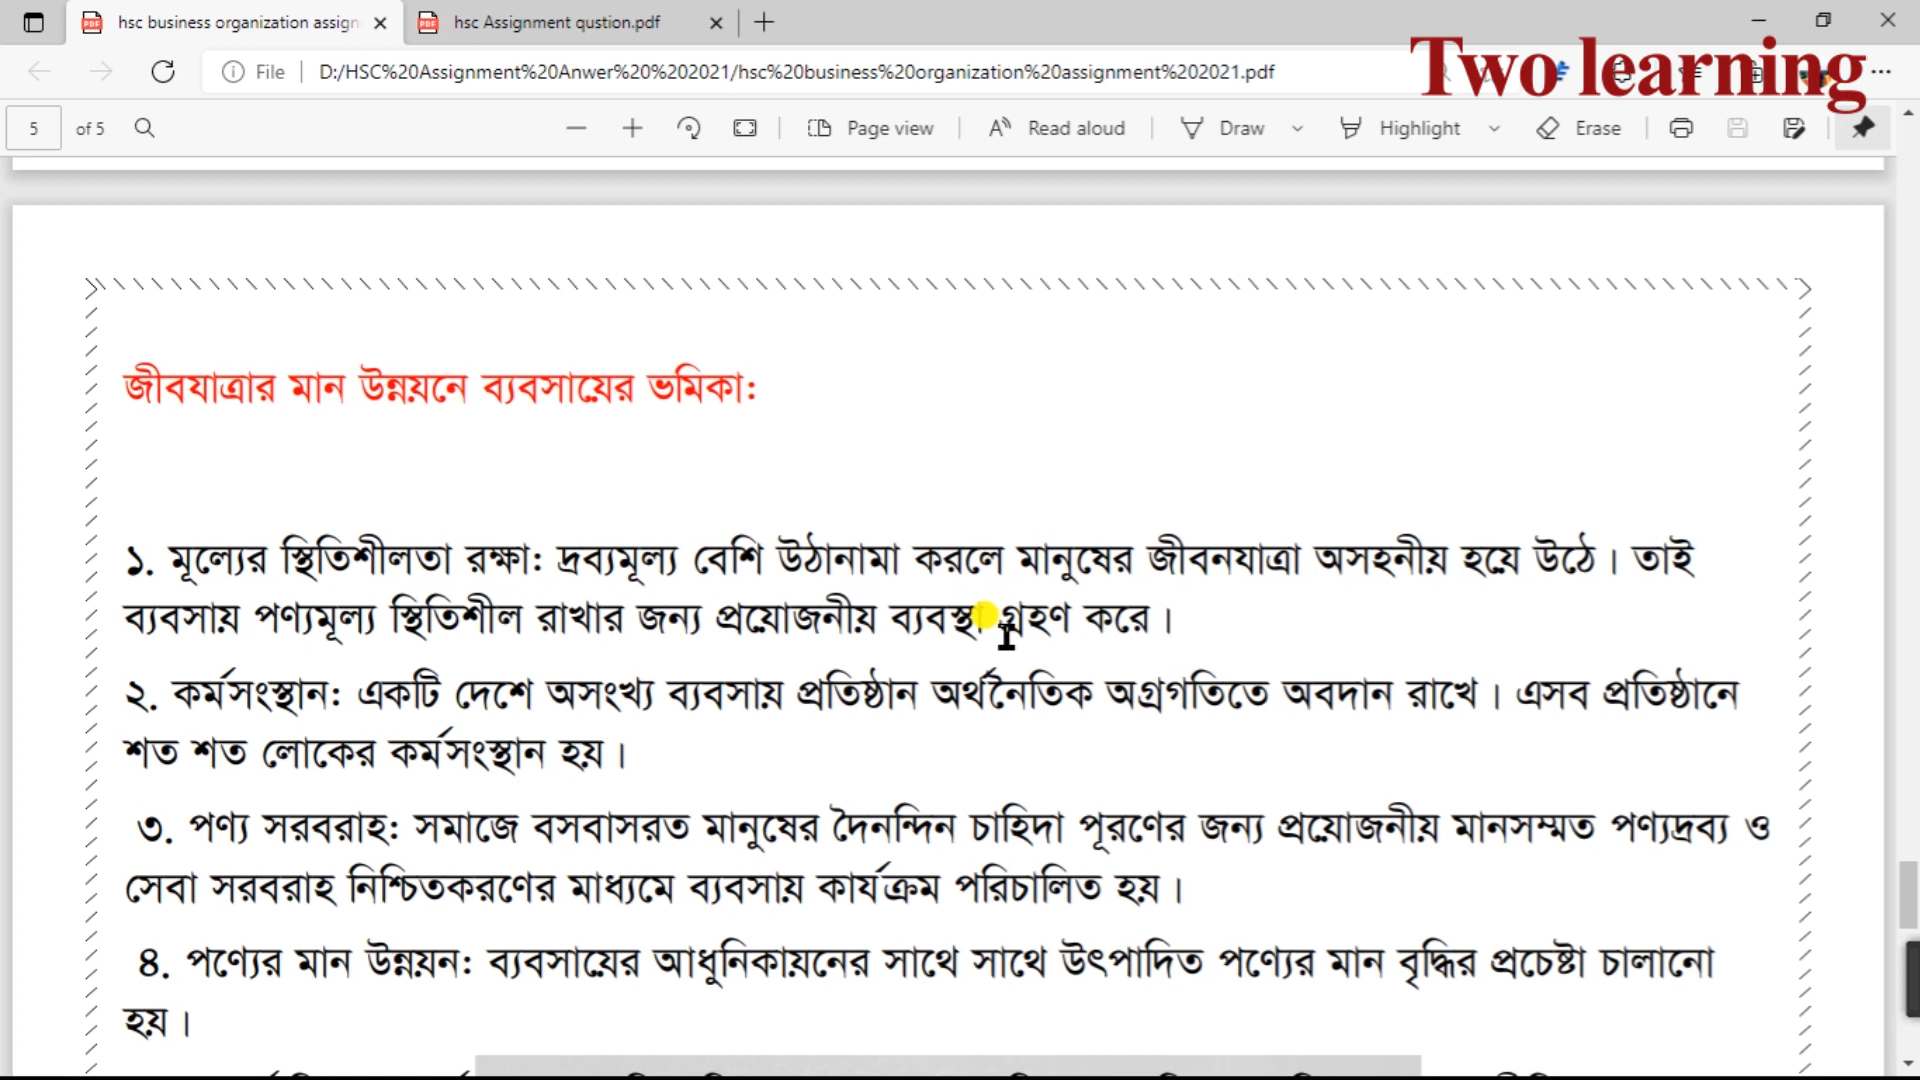 hsc business organization assign
hsc Assignment qustion.pdf
File
D:/HSC%20Assignment%20Anwer%20%202021/hsc%20business%20organization%20assignment%202021.pdf
Two learning
5 of 5
Page view
Read aloud
Draw
Highlight
Erase
জীবযাত্রার মান উন্নয়নে ব্যবসায়ের ভমিকা:
১. মূল্যের স্থিতিশীলতা রক্ষা: দ্রব্যমূল্য বেশি উঠানামা করলে মানুষের জীবনযাত্রা অসহনীয় হয়ে উঠে। তাই
ব্যবসায় পণ্যমূল্য স্থিতিশীল রাখার জন্য প্রয়োজনীয় ব্যবস্থা গ্রহণ করে।
২. কর্মসংস্থান: একটি দেশে অসংখ্য ব্যবসায় প্রতিষ্ঠান অর্থনৈতিক অগ্রগতিতে অবদান রাখে। এসব প্রতিষ্ঠানে
শত শত লোকের কর্মসংস্থান হয়।
৩. পণ্য সরবরাহ: সমাজে বসবাসরত মানুষের দৈনন্দিন চাহিদা পূরণের জন্য প্রয়োজনীয় মানসম্মত পণ্যদ্রব্য ও
সেবা সরবরাহ নিশ্চিতকরণের মাধ্যমে ব্যবসায় কার্যক্রম পরিচালিত হয়।
৪. পণ্যের মান উন্নয়ন: ব্যবসায়ের আধুনিকায়নের সাথে সাথে উৎপাদিত পণ্যের মান বৃদ্ধির প্রচেষ্টা চালানো
হয়।